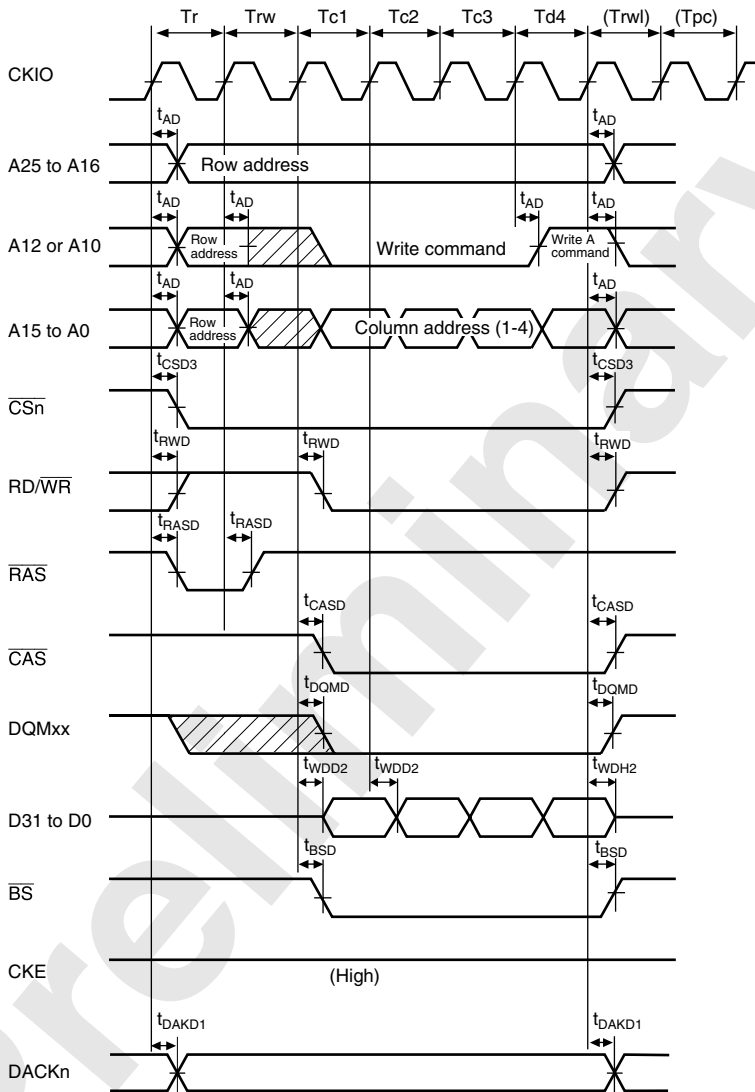 Tr Trw Tc1 Tc2 Tc3 Td4 (Trwl) (Tpc)
CKIO
tAD tAD
A25 to A16 Row address
tAD tAD tAD tAD
A12 or A10 Row address Write command Write A command
tAD tAD tAD
A15 to A0 Row address Column address (1-4)
tCSD3 tCSD3
CSn
tRWD tRWD tRWD
RD/WR
tRASD tRASD
RAS
tCASD tCASD
CAS
tDQMD tDQMD
DQMxx
tWDD2 tWDD2 tWDH2
D31 to D0
tBSD tBSD
BS
CKE (High)
tDAKD1 tDAKD1
DACKn
Preliminary